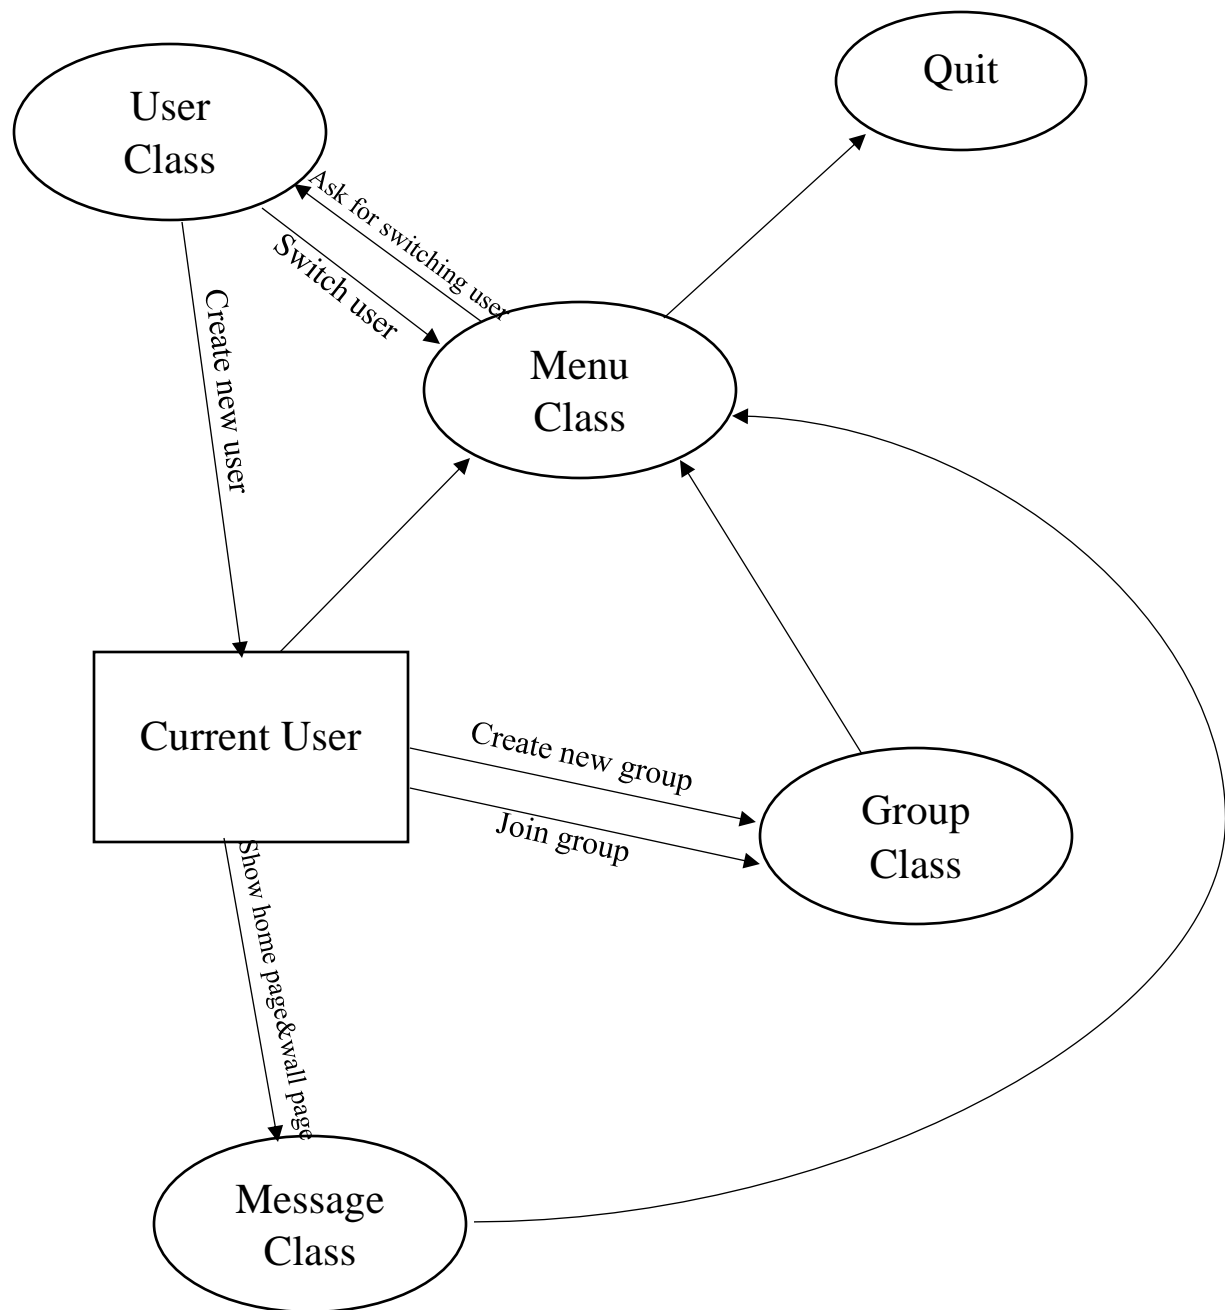 Quit
User
Class
Ask for switching user
Switch user
Create new user
Menu
Class
Current User
Create new group
Join group
Group
Class
Show home page&wall page
Message
Class